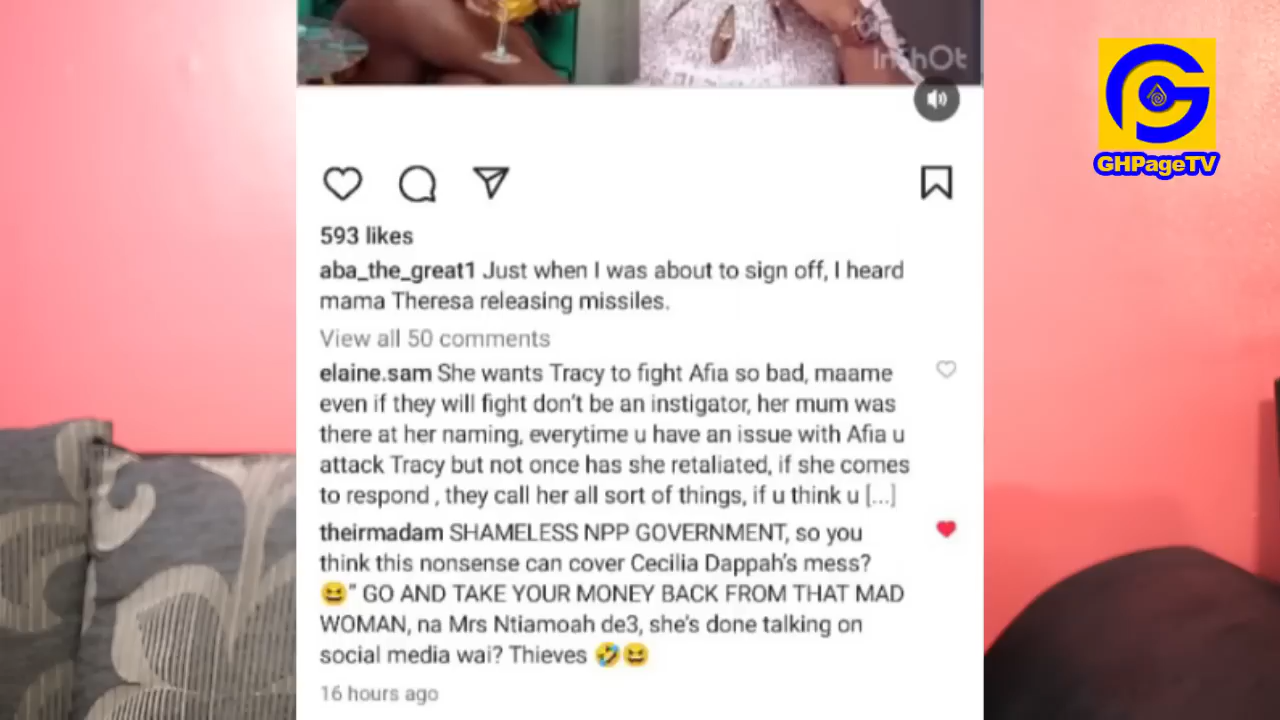 InShOt
GHPageTV
593 likes
aba_the_great1 Just when I was about to sign off, I heard
mama Theresa releasing missiles.
View all 50 comments
elaine.sam She wants Tracy to fight Afia so bad, maame
even if they will fight don't be an instigator, her mum was
there at her naming, everytime u have an issue with Afia u
attack Tracy but not once has she retaliated, if she comes
to respond , they call her all sort of things, if u think u [...]
theirmadam SHAMELESS NPP GOVERNMENT, so you
think this nonsense can cover Cecilia Dappah's mess?
😆" GO AND TAKE YOUR MONEY BACK FROM THAT MAD
WOMAN, na Mrs Ntiamoah de3, she's done talking on
social media wai? Thieves 🤣😆
16 hours ago